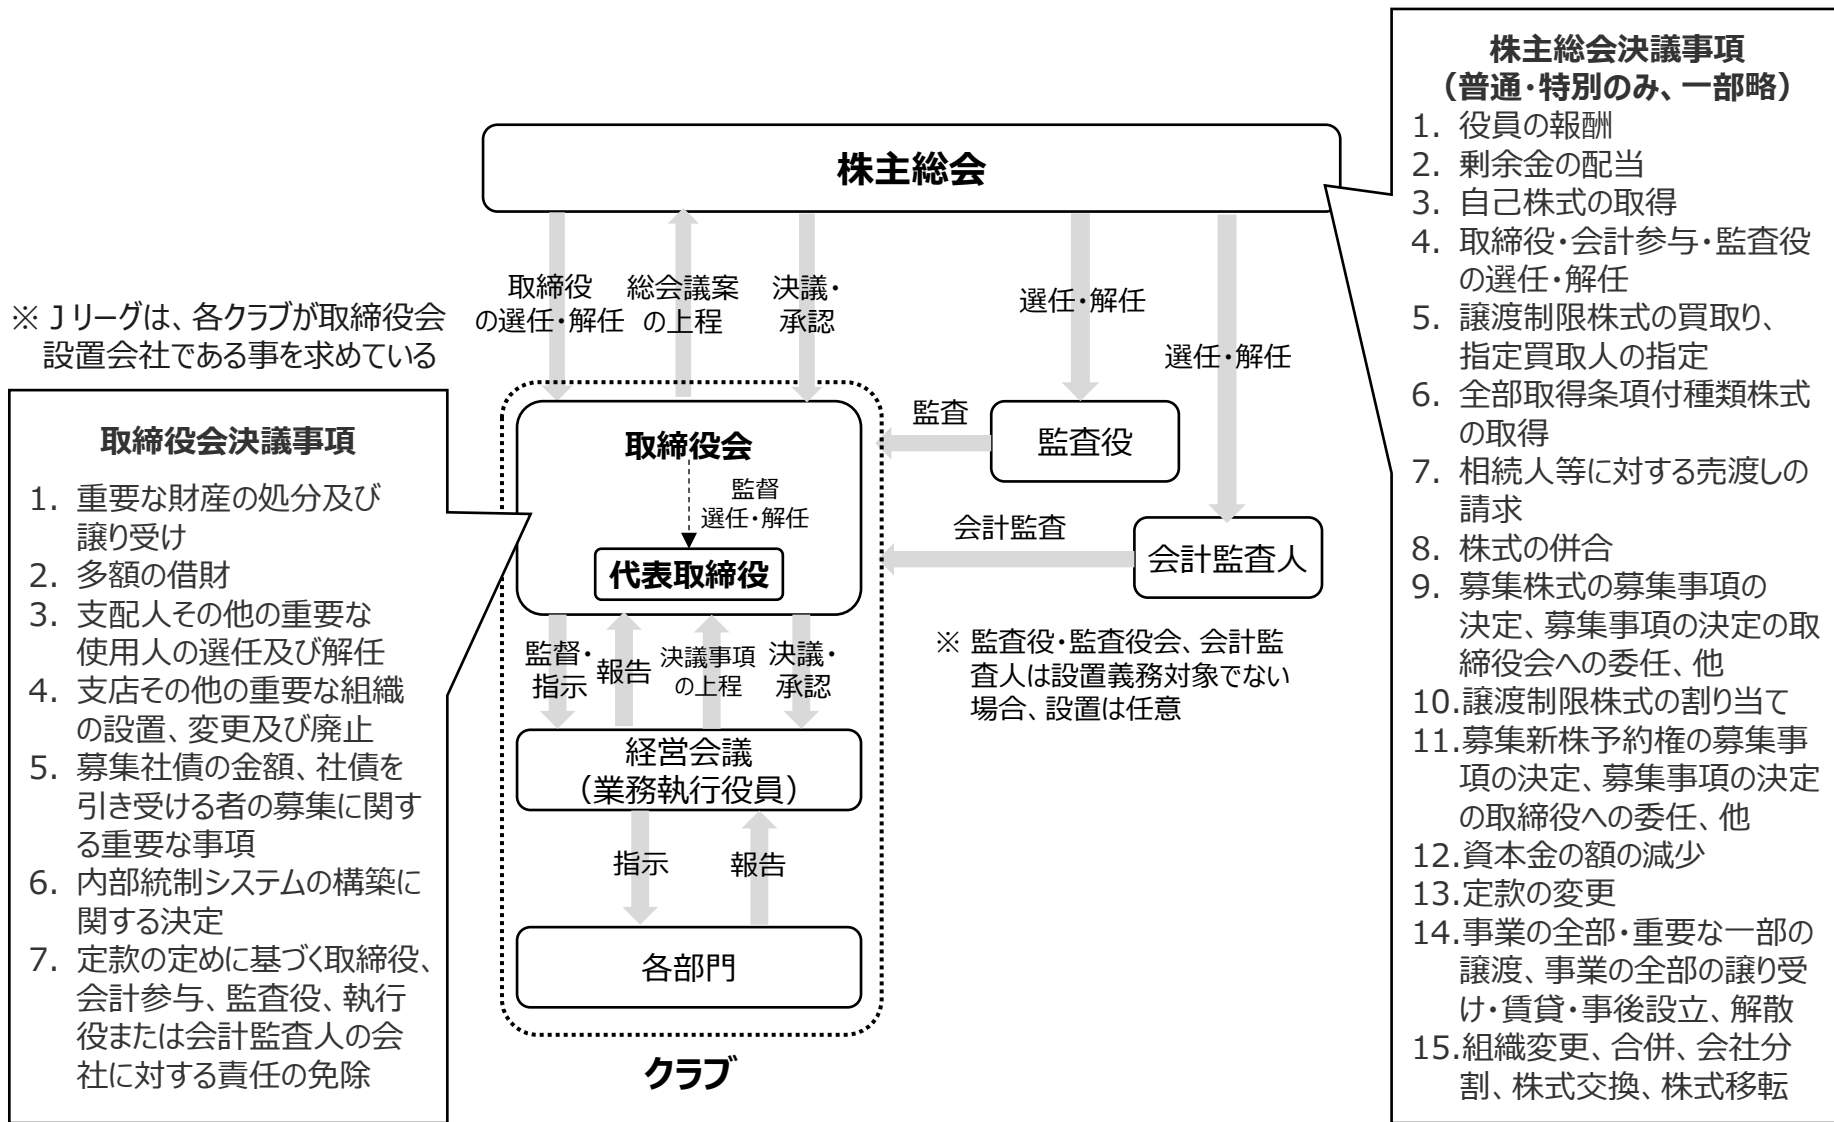 株主総会決議事項
（普通・特別のみ、一部略）
1. 役員の報酬
2. 剰余金の配当
3. 自己株式の取得
4. 取締役・会計参与・監査役
の選任・解任
5. 譲渡制限株式の買取り、
指定買取人の指定
6. 全部取得条項付種類株式
の取得
7. 相続人等に対する売渡しの
請求
8. 株式の併合
9. 募集株式の募集事項の
決定、募集事項の決定の取
締役会への委任、他
10.譲渡制限株式の割り当て
11.募集新株予約権の募集事
項の決定、募集事項の決定
の取締役への委任、他
12.資本金の額の減少
13.定款の変更
14.事業の全部・重要な一部の
譲渡、事業の全部の譲り受
け・賃貸・事後設立、解散
15.組織変更、合併、会社分
割、株式交換、株式移転
株主総会
取締役
の選任・解任
総会議案
の上程
決議・
承認
選任・解任
選任・解任
※ Jリーグは、各クラブが取締役会
設置会社である事を求めている
取締役会決議事項
1. 重要な財産の処分及び
譲り受け
2. 多額の借財
3. 支配人その他の重要な
使用人の選任及び解任
4. 支店その他の重要な組織
の設置、変更及び廃止
5. 募集社債の金額、社債を
引き受ける者の募集に関す
る重要な事項
6. 内部統制システムの構築に
関する決定
7. 定款の定めに基づく取締役、
会計参与、監査役、執行
役または会計監査人の会
社に対する責任の免除
取締役会
監督
選任・解任
代表取締役
監査
監査役
会計監査
会計監査人
※ 監査役・監査役会、会計監
査人は設置義務対象でない
場合、設置は任意
監督・
指示
報告
決議事項
の上程
決議・
承認
経営会議
（業務執行役員）
指示
報告
各部門
クラブ